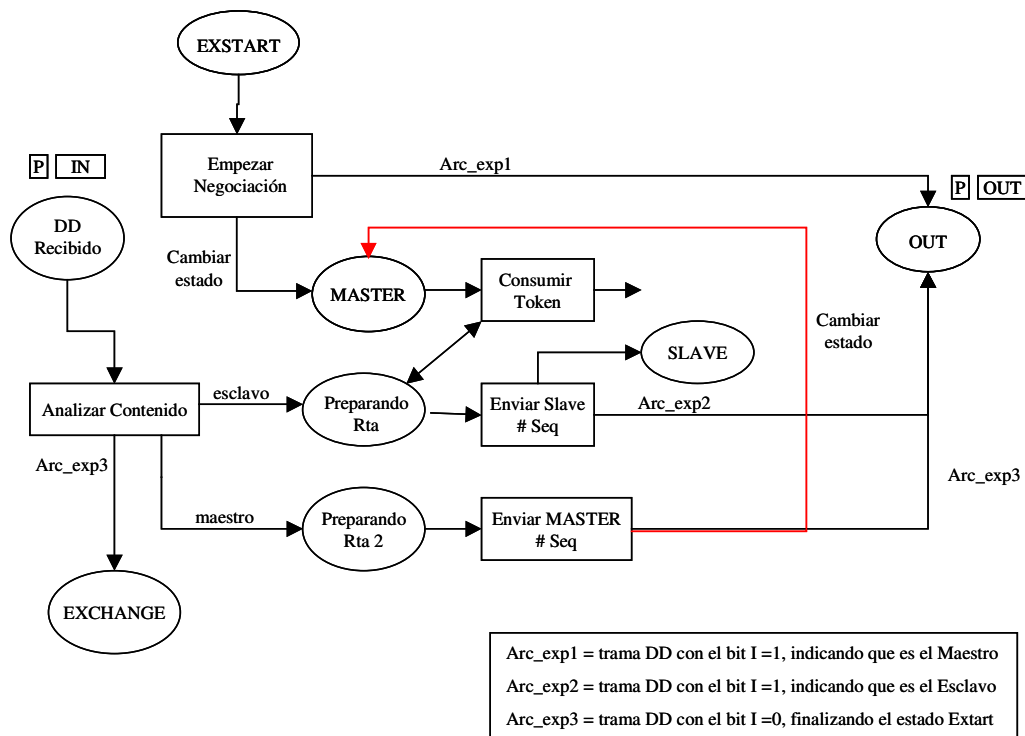 EXSTART
Empezar
Negociación
Arc_exp1
P
IN
P
OUT
DD
Recibido
OUT
Cambiar
estado
MASTER
Consumir
Token
Cambiar
estado
SLAVE
Analizar Contenido
esclavo
Preparando
Rta
Enviar Slave
# Seq
Arc_exp2
Arc_exp3
Arc_exp3
maestro
Preparando
Rta 2
Enviar MASTER
# Seq
EXCHANGE
Arc_exp1 = trama DD con el bit I =1, indicando que es el Maestro
Arc_exp2 = trama DD con el bit I =1, indicando que es el Esclavo
Arc_exp3 = trama DD con el bit I =0, finalizando el estado Extart